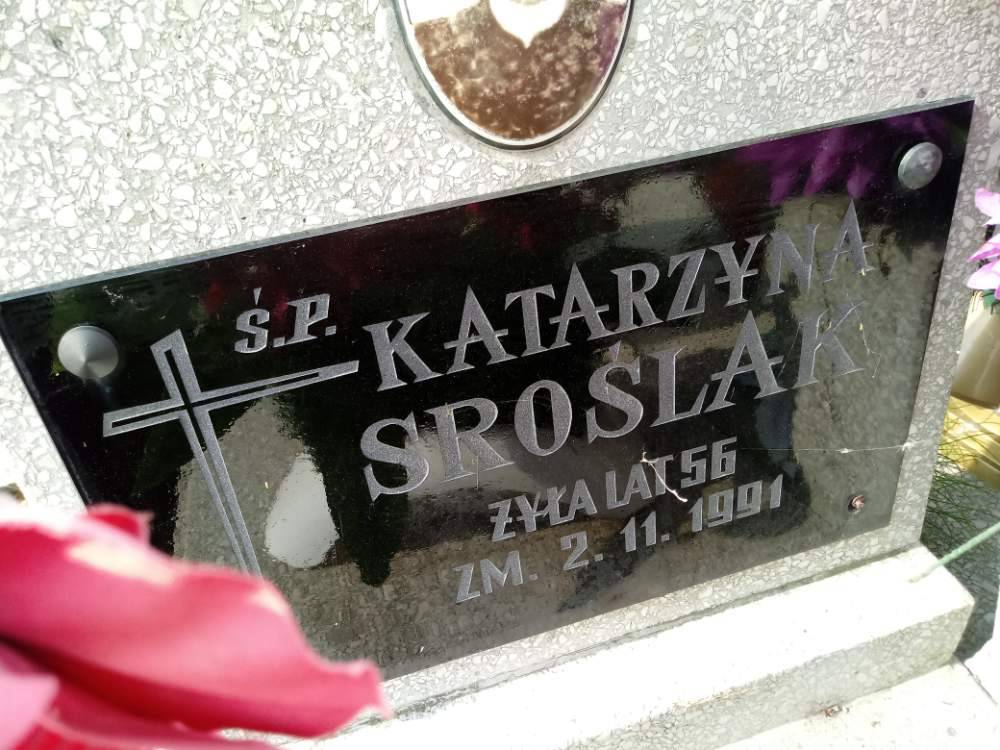 Ś.P. KATARZYNA
SROŚLAK
ŻYŁA LAT 56
ZM. 2. 11. 1991